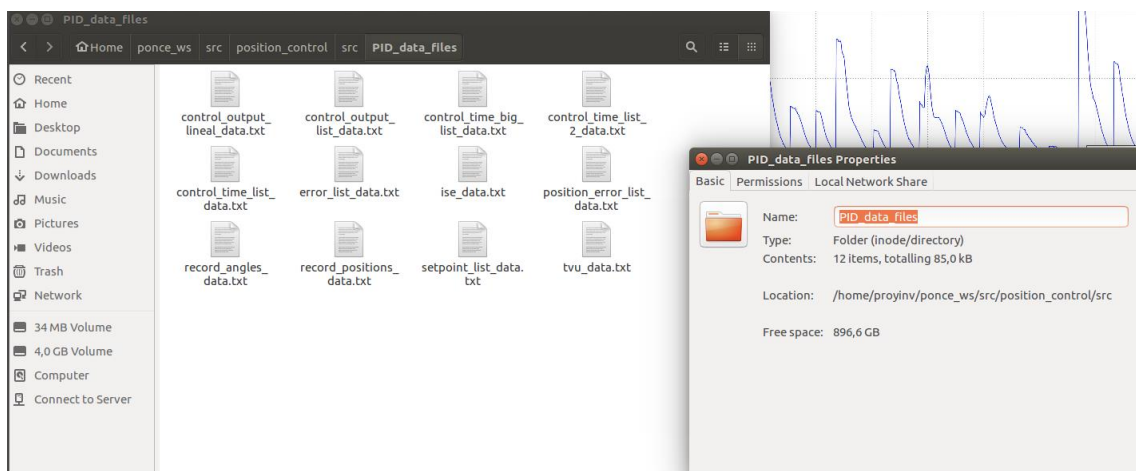 PID_data_files
Home ponce_ws src position_control src PID_data_files
Recent
Home
Desktop
Documents
Downloads
Music
Pictures
Videos
Trash
Network
34 MB Volume
4,0 GB Volume
Computer
Connect to Server
control_output_
lineal_data.txt
control_output_
list_data.txt
control_time_big_
list_data.txt
control_time_list_
2_data.txt
control_time_list_
data.txt
error_list_data.txt
ise_data.txt
position_error_list_
data.txt
record_angles_
data.txt
record_positions_
data.txt
setpoint_list_data.
txt
tvu_data.txt
PID_data_files Properties
Basic Permissions Local Network Share
Name: PID_data_files
Type: Folder (inode/directory)
Contents: 12 items, totalling 85,0 kB
Location: /home/proyinv/ponce_ws/src/position_control/src
Free space: 896,6 GB